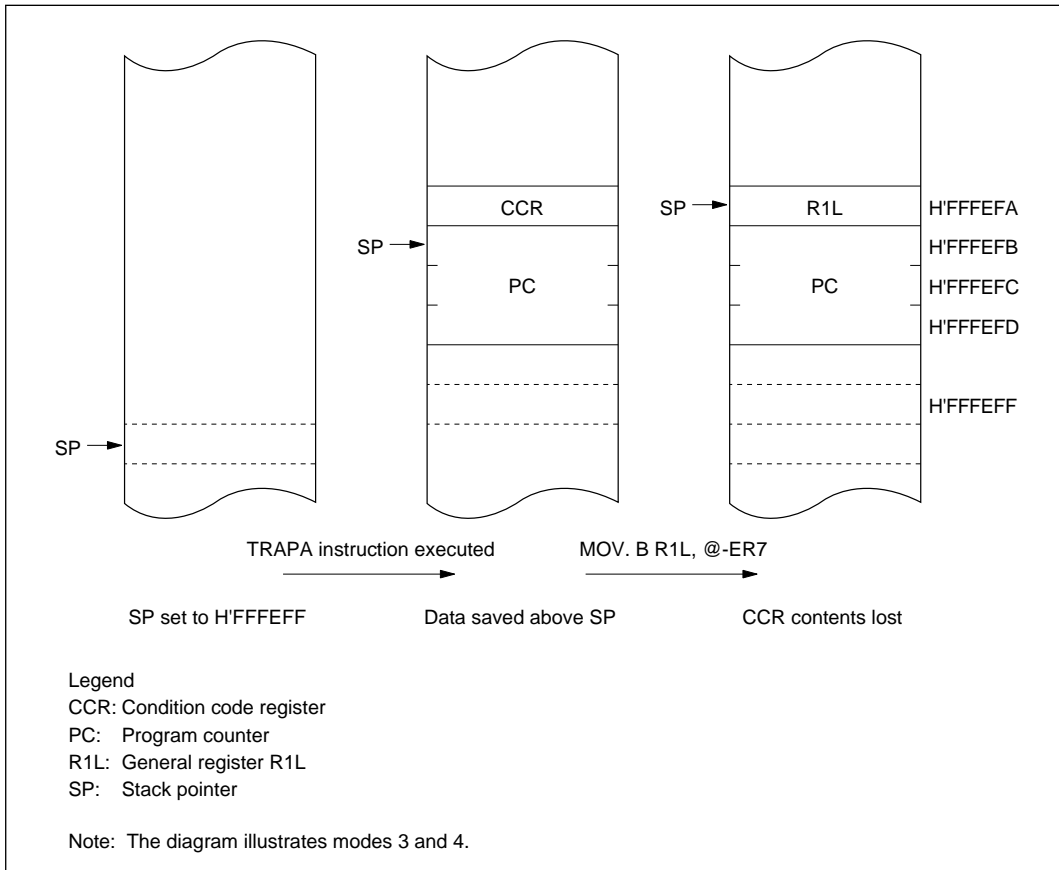 CCR
SP
R1L
H'FFFEFA
SP
H'FFFEFB
PC
PC
H'FFFEFC
H'FFFEFD
H'FFFEFF
SP
TRAPA instruction executed
MOV. B R1L, @-ER7
SP set to H'FFFEFF
Data saved above SP
CCR contents lost
Legend
CCR: Condition code register
PC: Program counter
R1L: General register R1L
SP: Stack pointer
Note: The diagram illustrates modes 3 and 4.